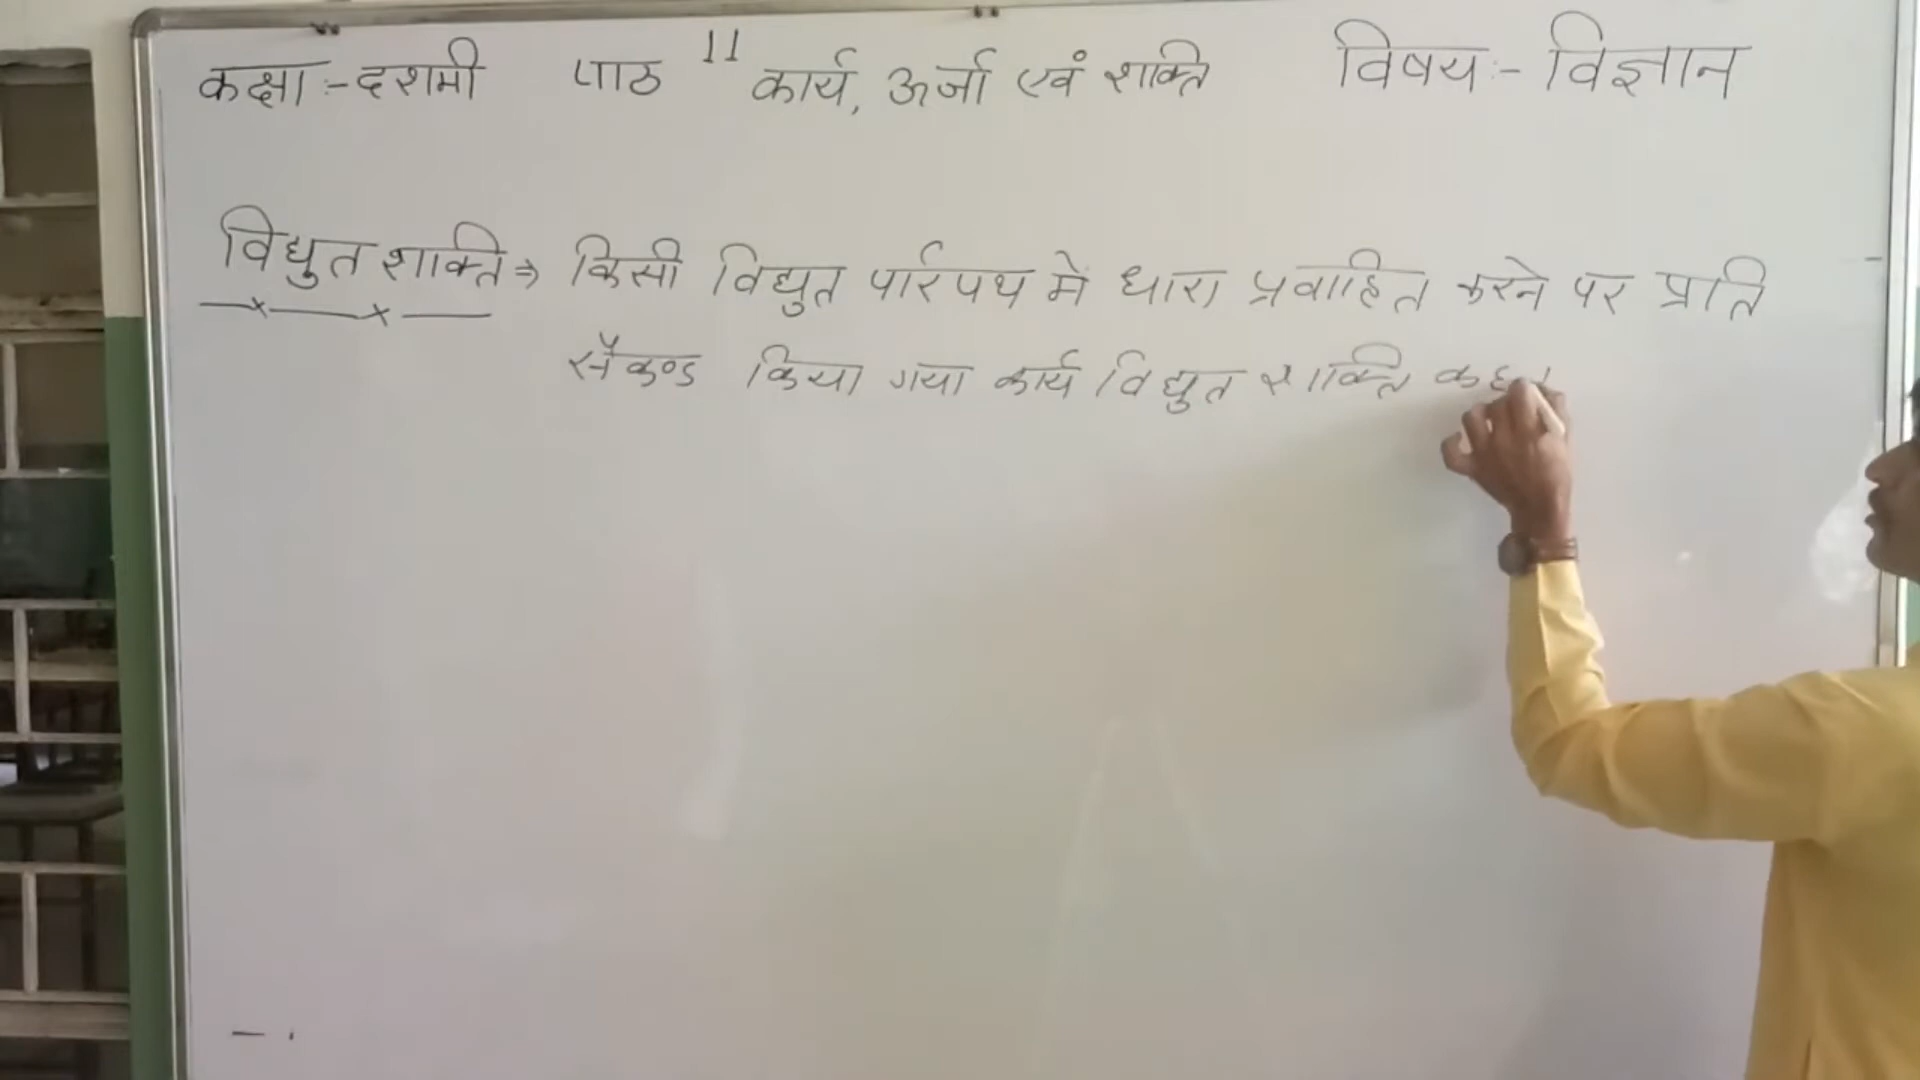 कक्षा :- दशमी पाठ 11 कार्य, ऊर्जा एवं शक्ति विषय :- विज्ञान
विद्युत शक्ति ⇒ किसी विद्युत परिपथ में धारा प्रवाहित करने पर प्रति
सैकण्ड किया गया कार्य विद्युत शक्ति